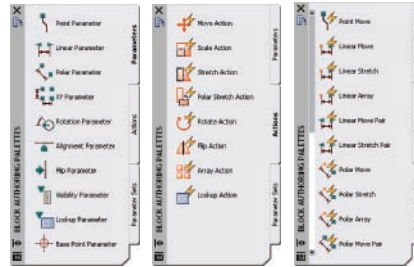 Point Parameter
Linear Parameter
Polar Parameter
XY Parameter
Rotation Parameter
Alignment Parameter
Flip Parameter
Visibility Parameter
Lookup Parameter
Base Point Parameter
Parameters
Actions
Parameter Sets
BLOCK AUTHORING PALETTES
Move Action
Scale Action
Stretch Action
Polar Stretch Action
Rotate Action
Flip Action
Array Action
Lookup Action
Parameters
Actions
Parameter Sets
BLOCK AUTHORING PALETTES
Point Move
Linear Move
Linear Stretch
Linear Array
Linear Move Pair
Linear Stretch Pair
Polar Move
Polar Stretch
Polar Array
Polar Move Pair
BLOCK AUTHORING PALETTES